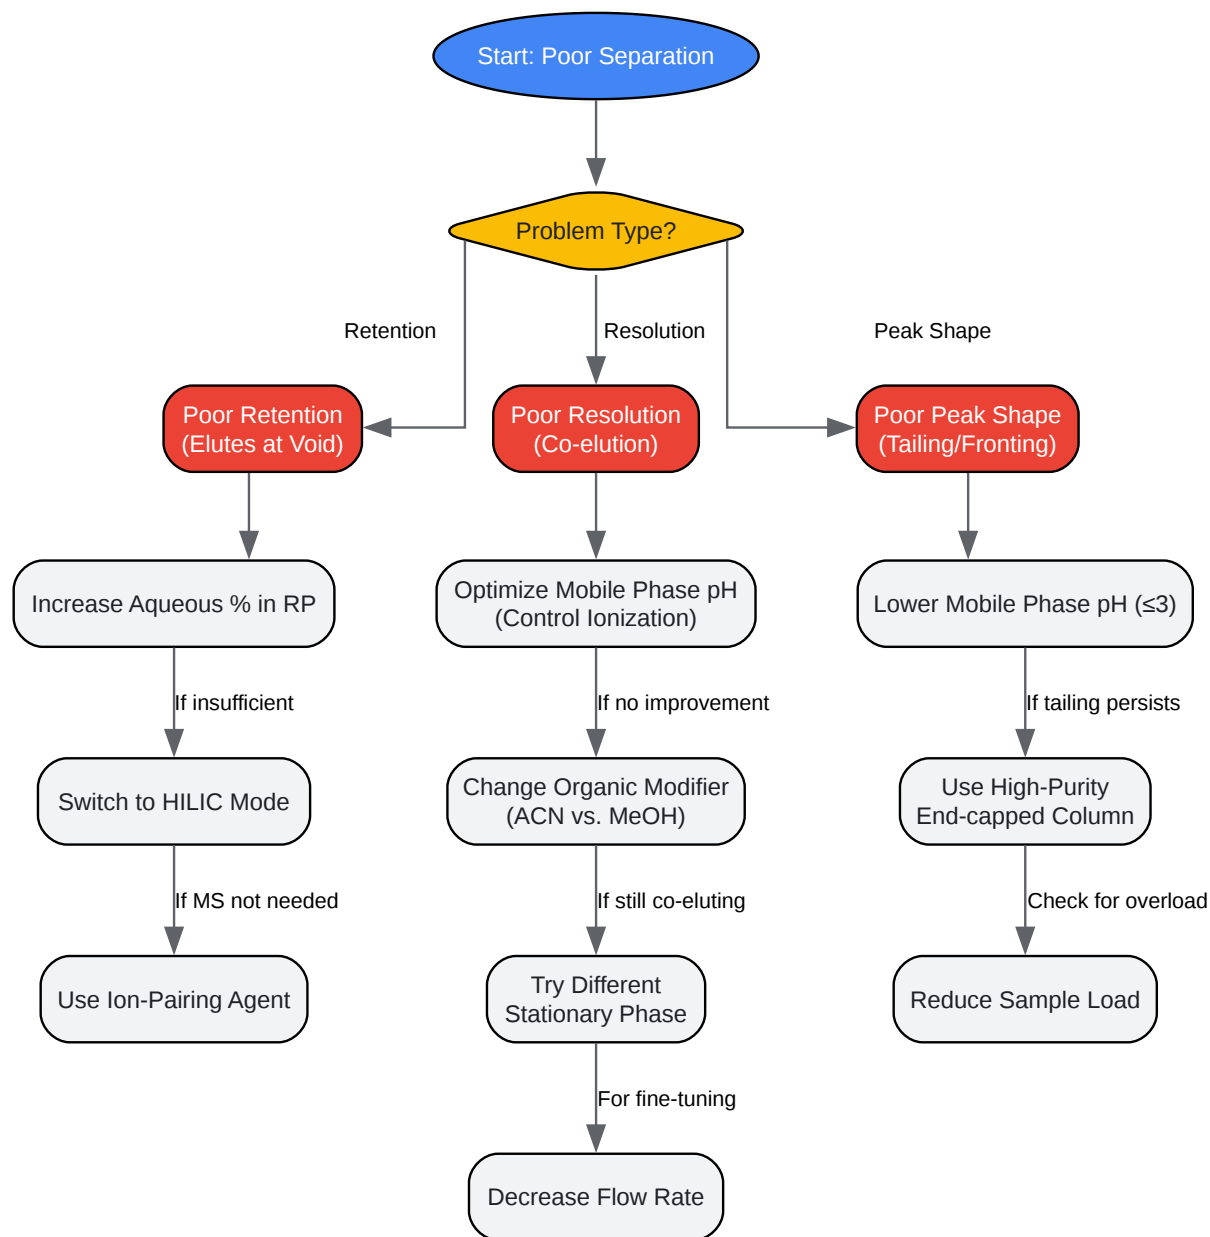 Start: Poor Separation
Problem Type?
Retention
Resolution
Peak Shape
Poor Retention
(Elutes at Void)
Poor Resolution
(Co-elution)
Poor Peak Shape
(Tailing/Fronting)
Increase Aqueous % in RP
Optimize Mobile Phase pH
(Control Ionization)
Lower Mobile Phase pH (≤3)
If insufficient
If no improvement
If tailing persists
Switch to HILIC Mode
Change Organic Modifier
(ACN vs. MeOH)
Use High-Purity
End-capped Column
If MS not needed
If still co-eluting
Check for overload
Use Ion-Pairing Agent
Try Different
Stationary Phase
Reduce Sample Load
For fine-tuning
Decrease Flow Rate